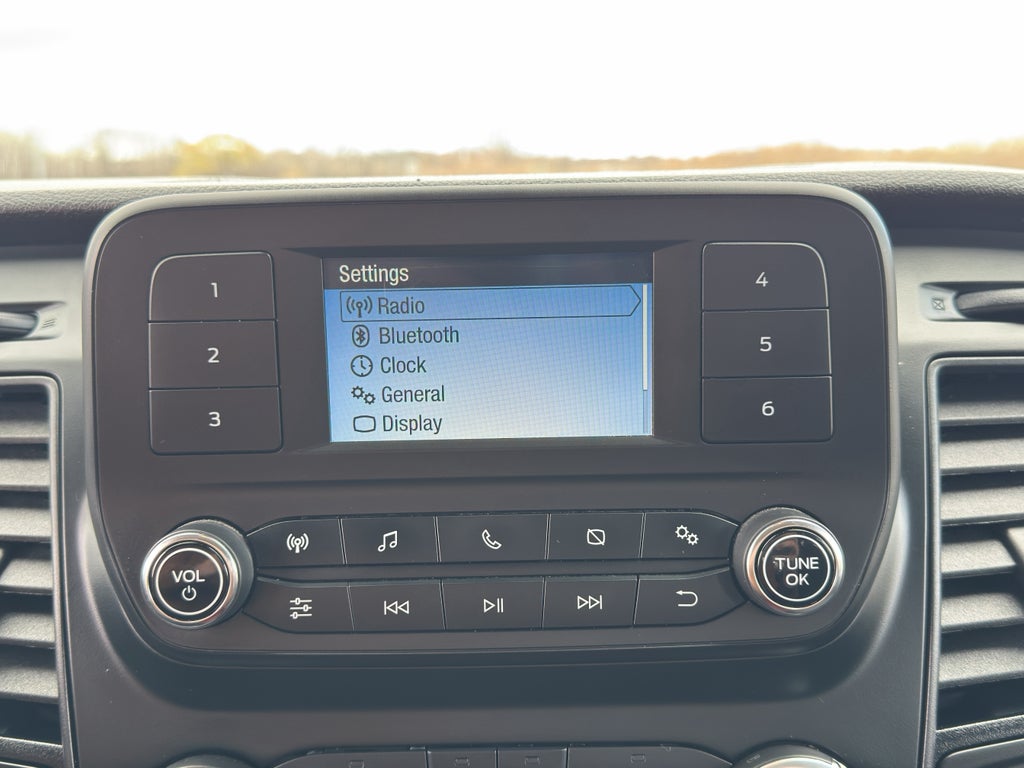 Settings
Radio
Bluetooth
Clock
General
Display
1
2
3
4
5
6
VOL
TUNE
OK